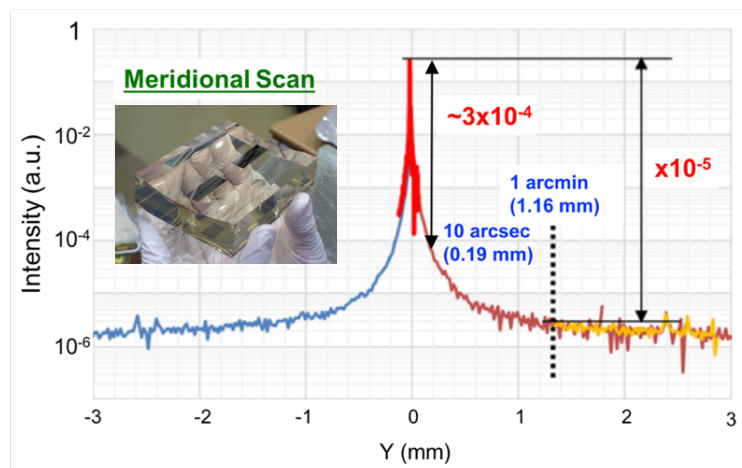 1
Meridional Scan
10-2
~3x10-4
x10-5
1 arcmin
(1.16 mm)
10-4
10 arcsec
(0.19 mm)
10-6
Intensity (a.u.)
-3 -2 -1 0 1 2 3
Y (mm)